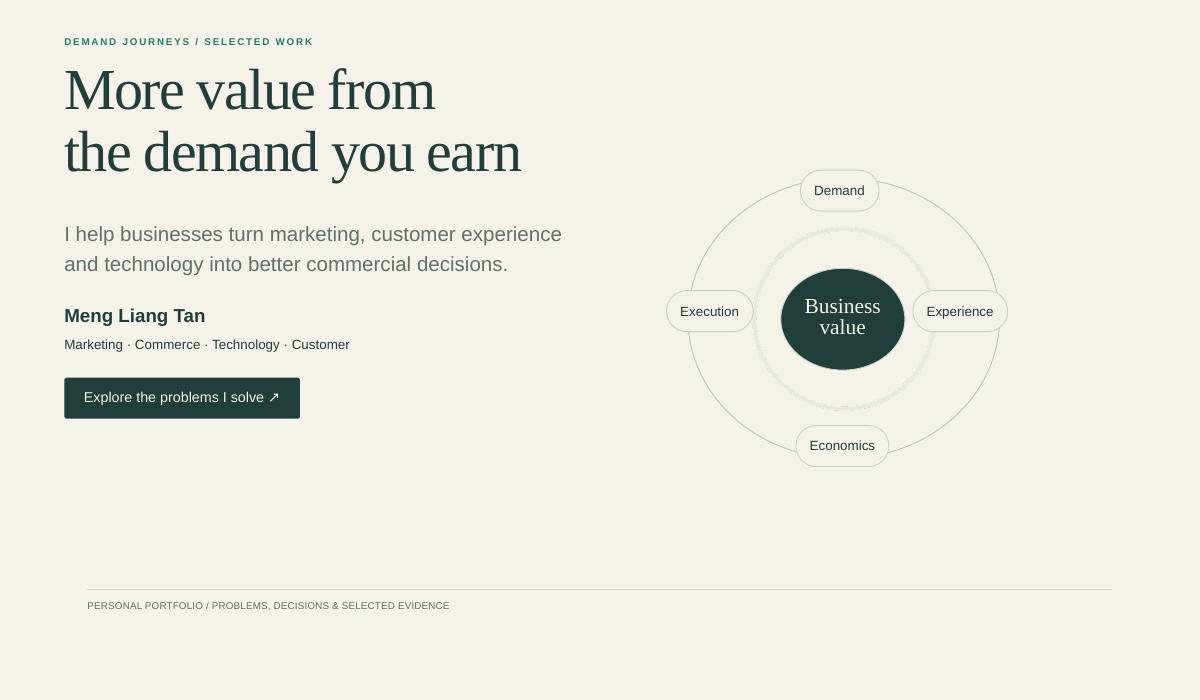 DEMAND JOURNEYS / SELECTED WORK
More value from
the demand you earn
I help businesses turn marketing, customer experience
and technology into better commercial decisions.
Meng Liang Tan
Marketing · Commerce · Technology · Customer
Explore the problems I solve ↗
Demand
Execution
Business
value
Experience
Economics
PERSONAL PORTFOLIO / PROBLEMS, DECISIONS & SELECTED EVIDENCE